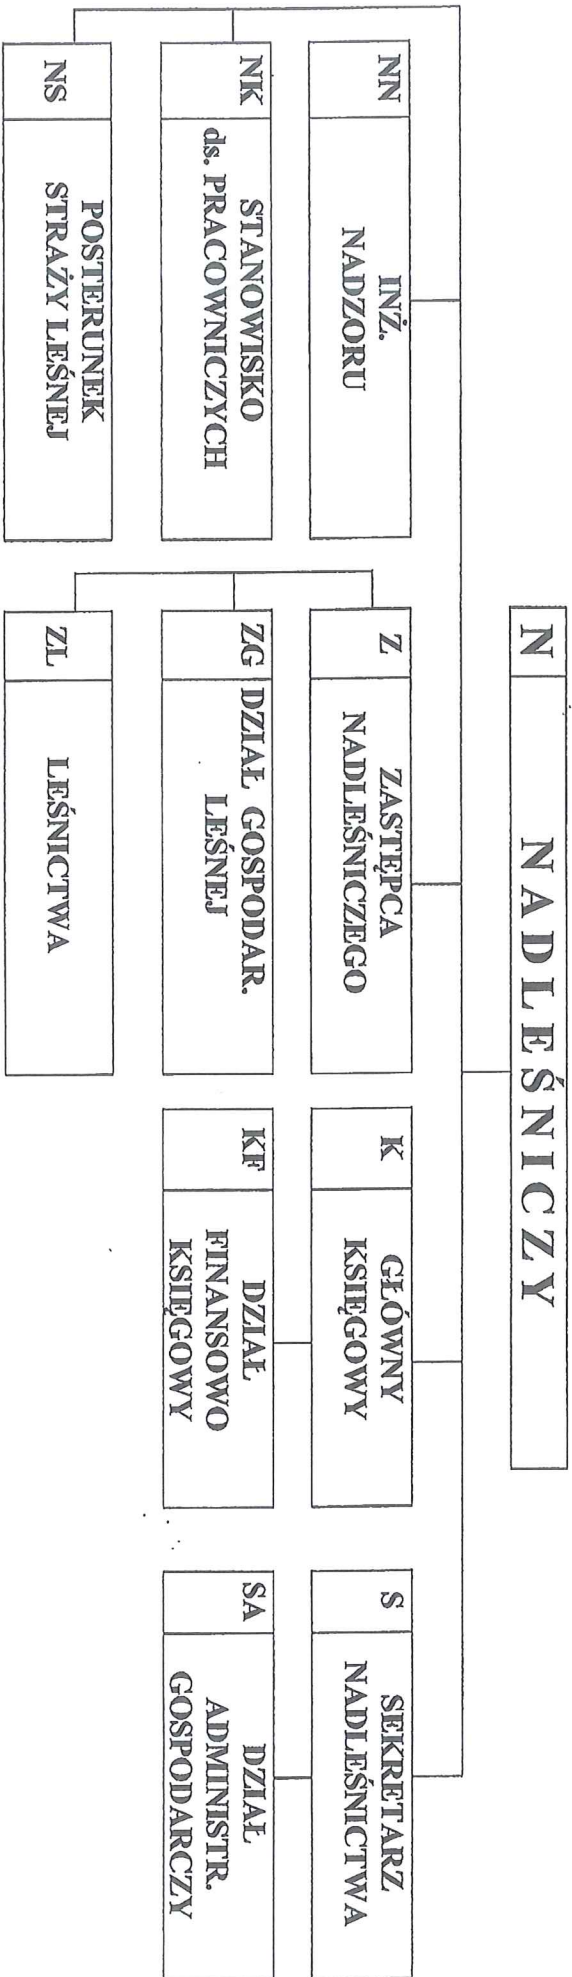 N
NADLEŚNICZY
NN
INŻ.
NADZORU
NK
STANOWISKO
ds. PRACOWNICZYCH
NS
POSTERUNEK
STRAŻY LEŚNEJ
Z
ZASTĘPCA
NADLEŚNICZEGO
ZG
DZIAŁ GOSPODAR.
LEŚNEJ
ZL
LEŚNICTWA
K
GŁÓWNY
KSIĘGOWY
KF
DZIAŁ
FINANSOWO
KSIĘGOWY
S
SEKRETARZ
NADLEŚNICTWA
SA
DZIAŁ
ADMINISTR.
GOSPODARCZY